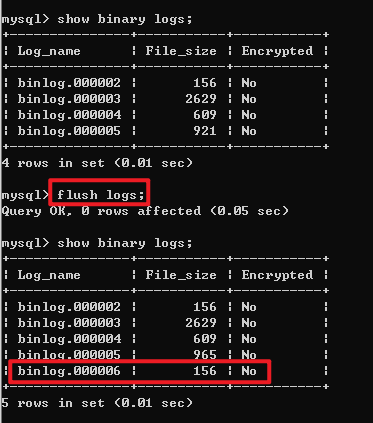 mysql> show binary logs;
+---------------+-----------+-----------+
| Log_name      | File_size | Encrypted |
+---------------+-----------+-----------+
| binlog.000002 |       156 | No        |
| binlog.000003 |      2629 | No        |
| binlog.000004 |       609 | No        |
| binlog.000005 |       921 | No        |
+---------------+-----------+-----------+
4 rows in set (0.01 sec)
mysql> flush logs;
Query OK, 0 rows affected (0.05 sec)
mysql> show binary logs;
+---------------+-----------+-----------+
| Log_name      | File_size | Encrypted |
+---------------+-----------+-----------+
| binlog.000002 |       156 | No        |
| binlog.000003 |      2629 | No        |
| binlog.000004 |       609 | No        |
| binlog.000005 |       965 | No        |
| binlog.000006 |       156 | No        |
+---------------+-----------+-----------+
5 rows in set (0.01 sec)